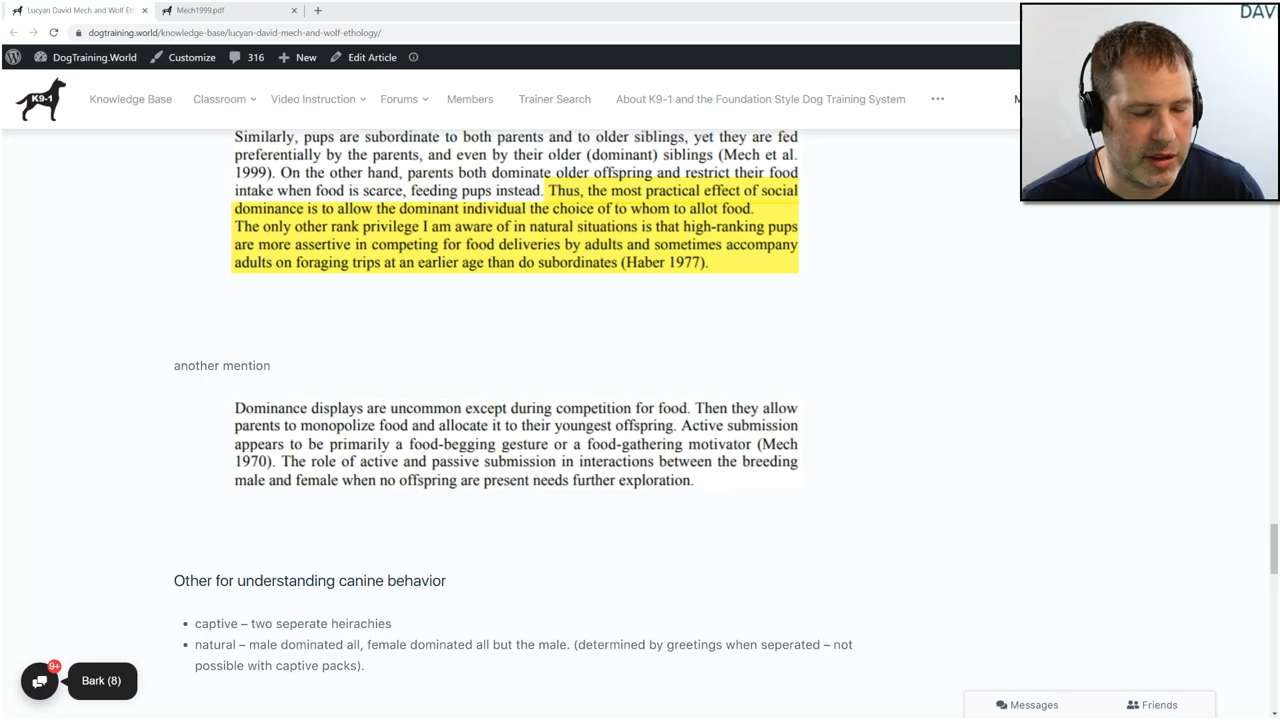 Lucyan David Mech and Wolf Eth
Mech1999.pdf
dogtraining.world/knowledge-base/lucyan-david-mech-and-wolf-ethology/
DogTraining.World Customize 316 New Edit Article
K9-1
Knowledge Base Classroom Video Instruction Forums Members Trainer Search About K9-1 and the Foundation Style Dog Training System
DAV
Similarly, pups are subordinate to both parents and to older siblings, yet they are fed
preferentially by the parents, and even by their older (dominant) siblings (Mech et al.
1999). On the other hand, parents both dominate older offspring and restrict their food
intake when food is scarce, feeding pups instead. Thus, the most practical effect of social
dominance is to allow the dominant individual the choice of to whom to allot food.
The only other rank privilege I am aware of in natural situations is that high-ranking pups
are more assertive in competing for food deliveries by adults and sometimes accompany
adults on foraging trips at an earlier age than do subordinates (Haber 1977).
another mention
Dominance displays are uncommon except during competition for food. Then they allow
parents to monopolize food and allocate it to their youngest offspring. Active submission
appears to be primarily a food-begging gesture or a food-gathering motivator (Mech
1970). The role of active and passive submission in interactions between the breeding
male and female when no offspring are present needs further exploration.
Other for understanding canine behavior
• captive – two seperate heirachies
• natural – male dominated all, female dominated all but the male. (determined by greetings when seperated – not
possible with captive packs).
9+
Bark (8)
Messages Friends